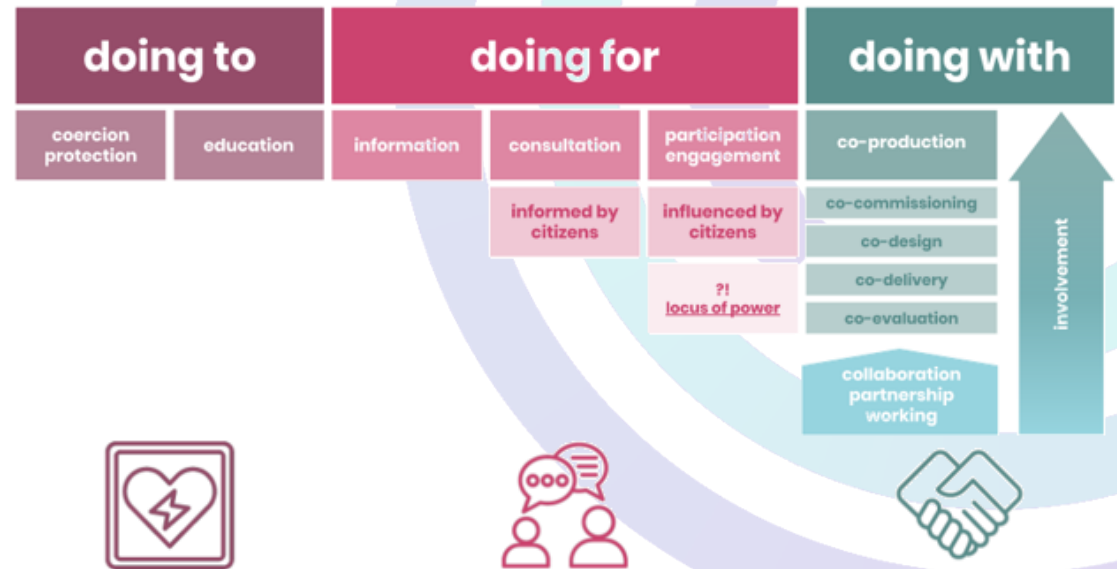 doing to
doing for
doing with
coercion
protection
education
information
consultation
participation
engagement
co-production
informed by
citizens
influenced by
citizens
?!
locus of power
co-commissioning
co-design
co-delivery
co-evaluation
collaboration
partnership
working
involvement